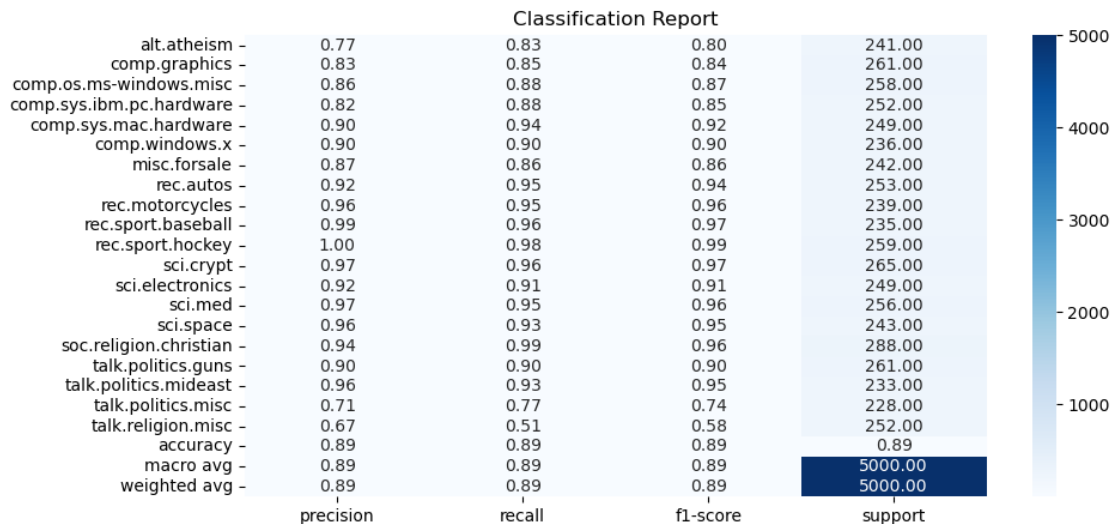 Classification Report
alt.atheism 0.77 0.83 0.80 241.00
comp.graphics 0.83 0.85 0.84 261.00
comp.os.ms-windows.misc 0.86 0.88 0.87 258.00
comp.sys.ibm.pc.hardware 0.82 0.88 0.85 252.00
comp.sys.mac.hardware 0.90 0.94 0.92 249.00
comp.windows.x 0.90 0.90 0.90 236.00
misc.forsale 0.87 0.86 0.86 242.00
rec.autos 0.92 0.95 0.94 253.00
rec.motorcycles 0.96 0.95 0.96 239.00
rec.sport.baseball 0.99 0.96 0.97 235.00
rec.sport.hockey 1.00 0.98 0.99 259.00
sci.crypt 0.97 0.96 0.97 265.00
sci.electronics 0.92 0.91 0.91 249.00
sci.med 0.97 0.95 0.96 256.00
sci.space 0.96 0.93 0.95 243.00
soc.religion.christian 0.94 0.99 0.96 288.00
talk.politics.guns 0.90 0.90 0.90 261.00
talk.politics.mideast 0.96 0.93 0.95 233.00
talk.politics.misc 0.71 0.77 0.74 228.00
talk.religion.misc 0.67 0.51 0.58 252.00
accuracy 0.89 0.89 0.89 0.89
macro avg 0.89 0.89 0.89 5000.00
weighted avg 0.89 0.89 0.89 5000.00
precision recall f1-score support
5000
4000
3000
2000
1000